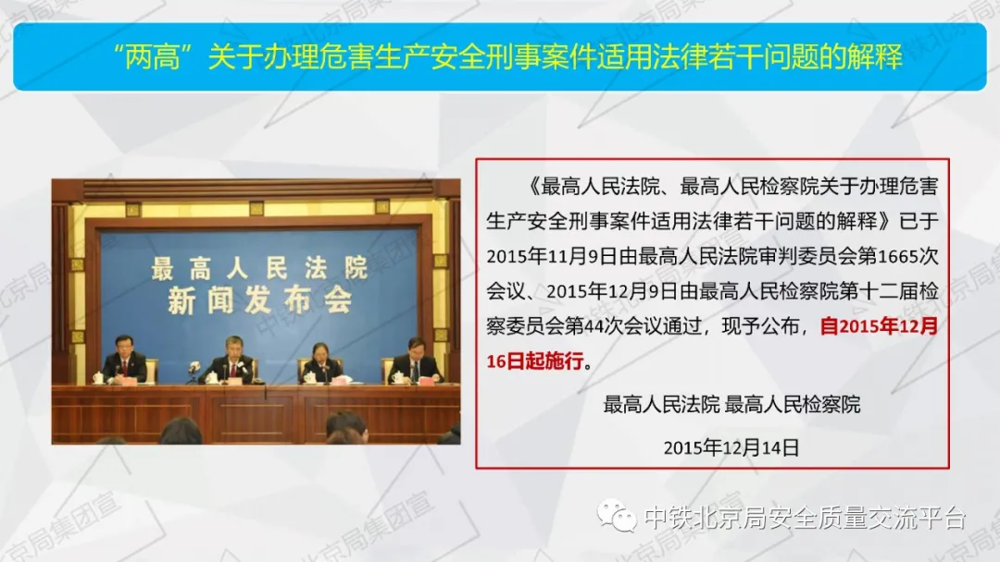 “两高”关于办理危害生产安全刑事案件适用法律若干问题的解释
最高人民法院
新闻发布会
《最高人民法院、最高人民检察院关于办理危害
生产安全刑事案件适用法律若干问题的解释》已于
2015年11月9日由最高人民法院审判委员会第1665次
会议、2015年12月9日由最高人民检察院第十二届检
察委员会第44次会议通过，现予公布，自2015年12月
16日起施行。
最高人民法院 最高人民检察院
2015年12月14日
中铁北京局安全质量交流平台